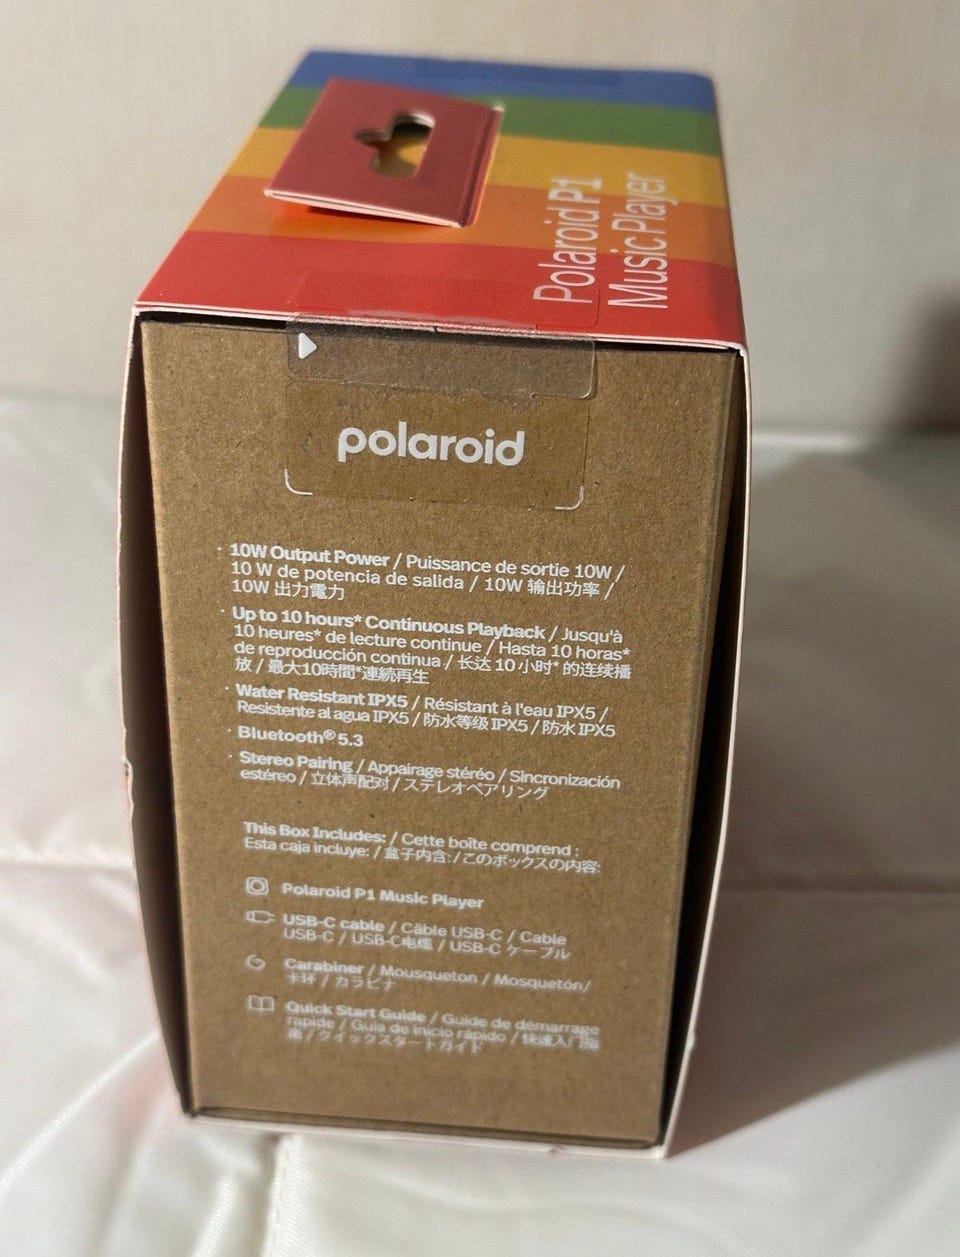 Polaroid P1
Music Player
polaroid
· 10W Output Power / Puissance de sortie 10W /
10 W de potencia de salida / 10W 输出功率 /
10W 出力電力
· Up to 10 hours* Continuous Playback / Jusqu'à
10 heures* de lecture continue / Hasta 10 horas*
de reproducción continua / 长达 10 小时* 的连续播
放 / 最大10時間*連続再生
· Water Resistant IPX5 / Résistant à l'eau IPX5 /
Resistente al agua IPX5 / 防水等级 IPX5 / 防水 IPX5
· Bluetooth® 5.3
· Stereo Pairing / Appairage stéréo / Sincronización
estéreo / 立体声配对 / ステレオペアリング
This Box Includes: / Cette boîte comprend :
Esta caja incluye: / 盒子内含: / このボックスの内容:
Polaroid P1 Music Player
USB-C cable / Câble USB-C / Cable
USB-C / USB-C电缆 / USB-C ケーブル
Carabiner / Mousqueton / Mosquetón/
卡环 / カラビナ
Quick Start Guide / Guide de démarrage
rapide / Guía de inicio rápido / 快速入门指
南 / クイックスタートガイド